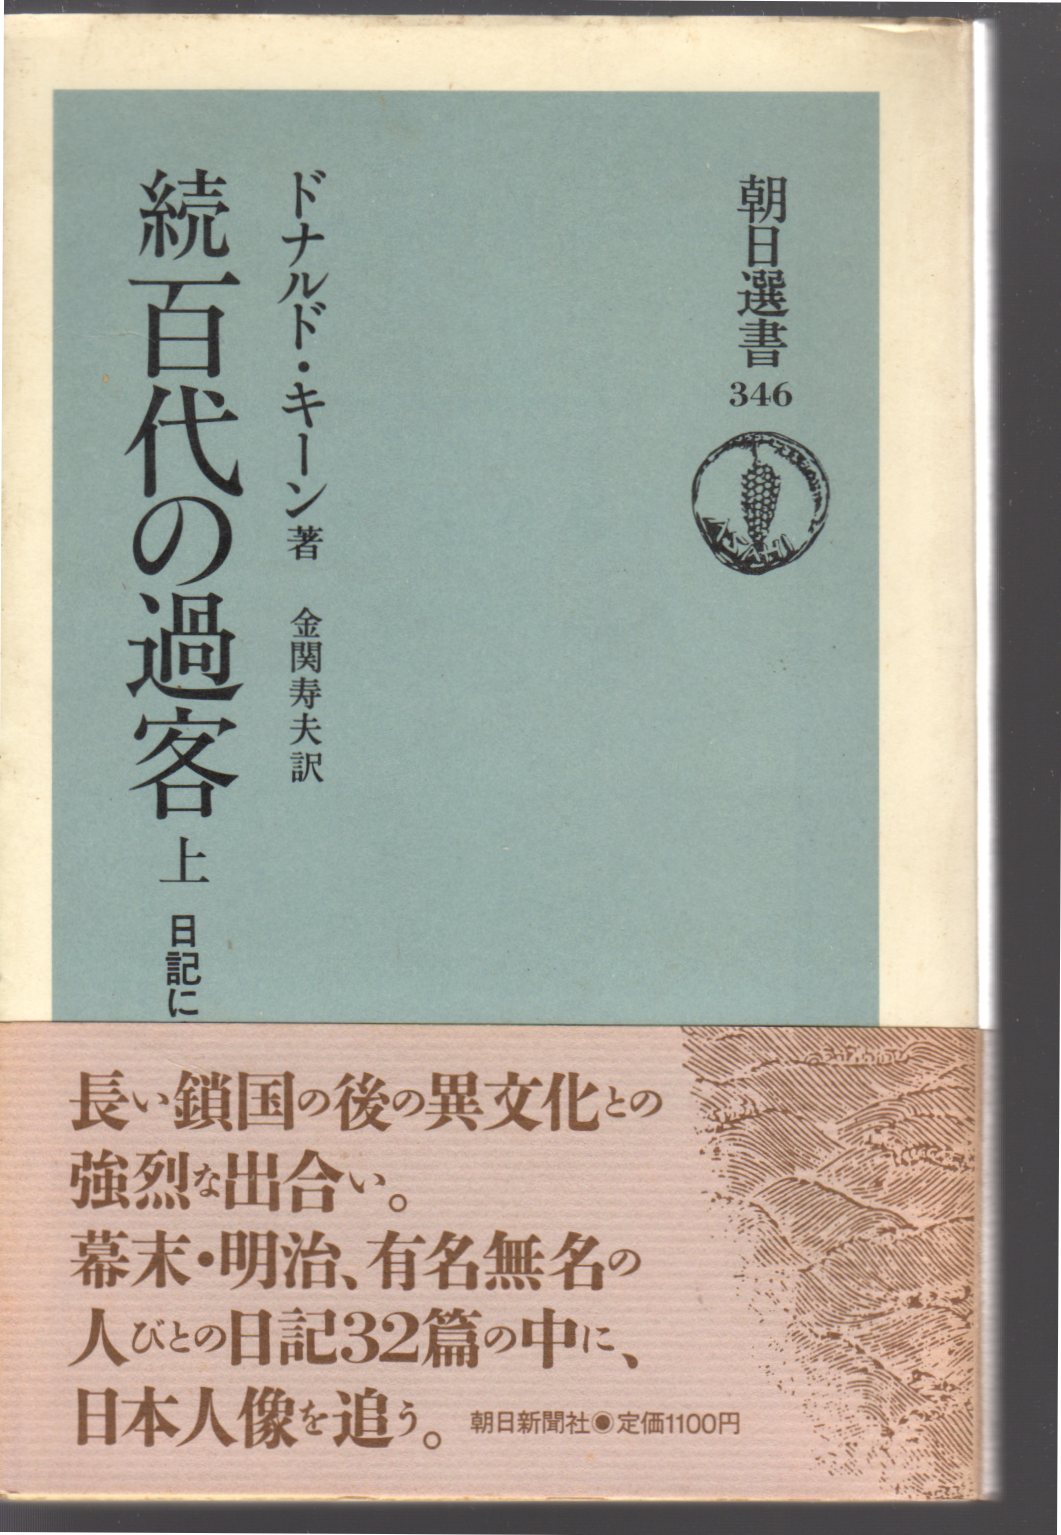 朝日選書
346
ASAHI
ドナルド・キーン著 金関寿夫訳
続百代の過客 上 日記に
長い鎖国の後の異文化との
強烈な出合い。
幕末・明治、有名無名の
人びとの日記32篇の中に、
日本人像を追う。 朝日新聞社◉定価1100円